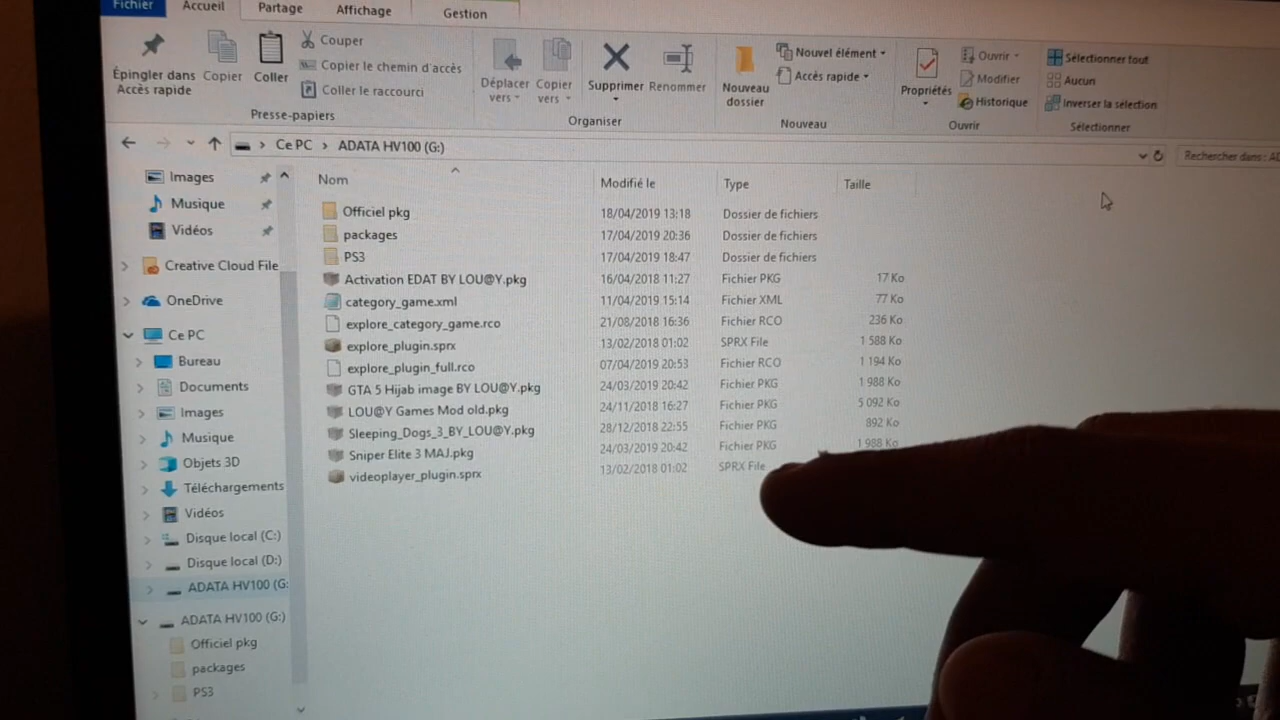 Fichier Accueil Partage Affichage Gestion
Épingler dans Accès rapide Copier Coller Couper Copier le chemin d'accès Coller le raccourci
Presse-papiers
Déplacer vers Copier vers Supprimer Renommer
Organiser
Nouveau dossier Nouvel élément Accès rapide
Nouveau
Propriétés Ouvrir Modifier Historique
Ouvrir
Sélectionner tout Aucun Inverser la sélection
Sélectionner
Ce PC > ADATA HV100 (G:) Rechercher dans : A
Images
Musique
Vidéos
Creative Cloud File
OneDrive
Ce PC
Bureau
Documents
Images
Musique
Objets 3D
Téléchargements
Vidéos
Disque local (C:)
Disque local (D:)
ADATA HV100 (G:
ADATA HV100 (G:)
Officiel pkg
packages
PS3
Nom Modifié le Type Taille
Officiel pkg 18/04/2019 13:18 Dossier de fichiers
packages 17/04/2019 20:36 Dossier de fichiers
PS3 17/04/2019 18:47 Dossier de fichiers
Activation EDAT BY LOU@Y.pkg 16/04/2018 11:27 Fichier PKG 17 Ko
category_game.xml 11/04/2019 15:14 Fichier XML 77 Ko
explore_category_game.rco 21/08/2018 16:36 Fichier RCO 236 Ko
explore_plugin.sprx 13/02/2018 01:02 SPRX File 1 588 Ko
explore_plugin_full.rco 07/04/2019 20:53 Fichier RCO 1 194 Ko
GTA 5 Hijab image BY LOU@Y.pkg 24/03/2019 20:42 Fichier PKG 1 988 Ko
LOU@Y Games Mod old.pkg 24/11/2018 16:27 Fichier PKG 5 092 Ko
Sleeping_Dogs_3_BY_LOU@Y.pkg 28/12/2018 22:55 Fichier PKG 892 Ko
Sniper Elite 3 MAJ.pkg 24/03/2019 20:42 Fichier PKG 1 988 Ko
videoplayer_plugin.sprx 13/02/2018 01:02 SPRX File